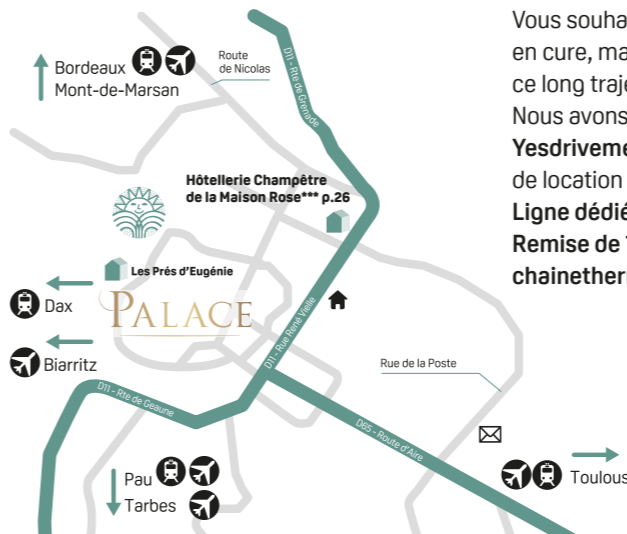 Bordeaux
Mont-de-Marsan
Route
de Nicolas
D11 - Rte de Grenade
Hôtellerie Champêtre
de la Maison Rose*** p.26
Les Prés d'Eugénie
PALACE
Dax
Biarritz
D11 - Rue René Vielle
Rue de la Poste
D11 - Rte de Geaune
D65 - Route d'Aire
Pau
Tarbes
Toulous
Vous souha
en cure, ma
ce long traje
Nous avons
Yesdriveme
de location
Ligne dédié
Remise de
chainetherr